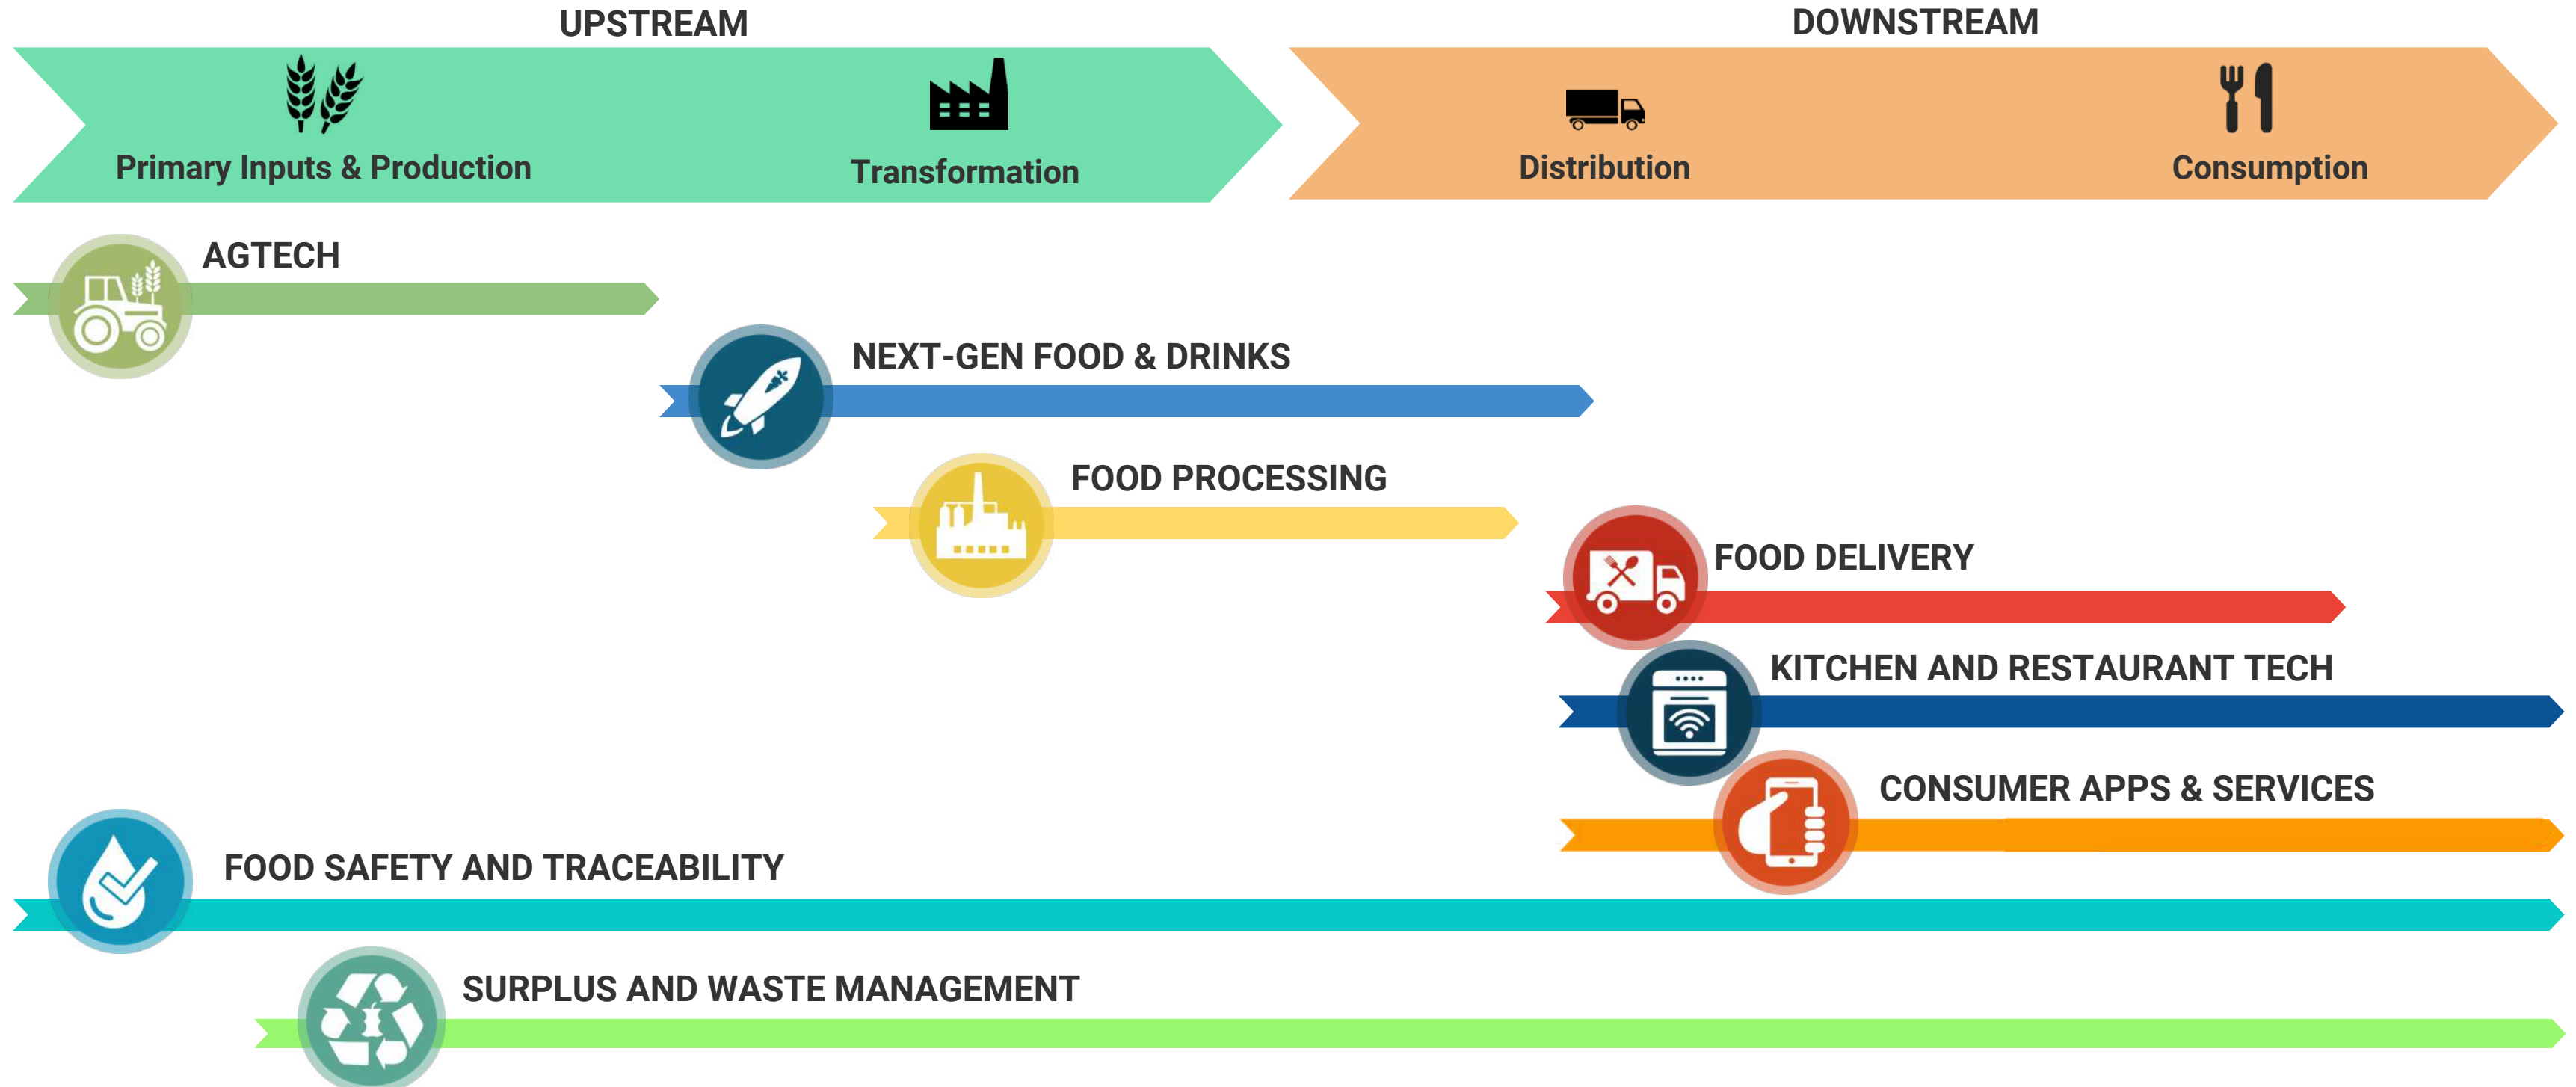 UPSTREAM
DOWNSTREAM
Primary Inputs & Production
Transformation
Distribution
Consumption
AGTECH
NEXT-GEN FOOD & DRINKS
FOOD PROCESSING
FOOD DELIVERY
KITCHEN AND RESTAURANT TECH
CONSUMER APPS & SERVICES
FOOD SAFETY AND TRACEABILITY
SURPLUS AND WASTE MANAGEMENT